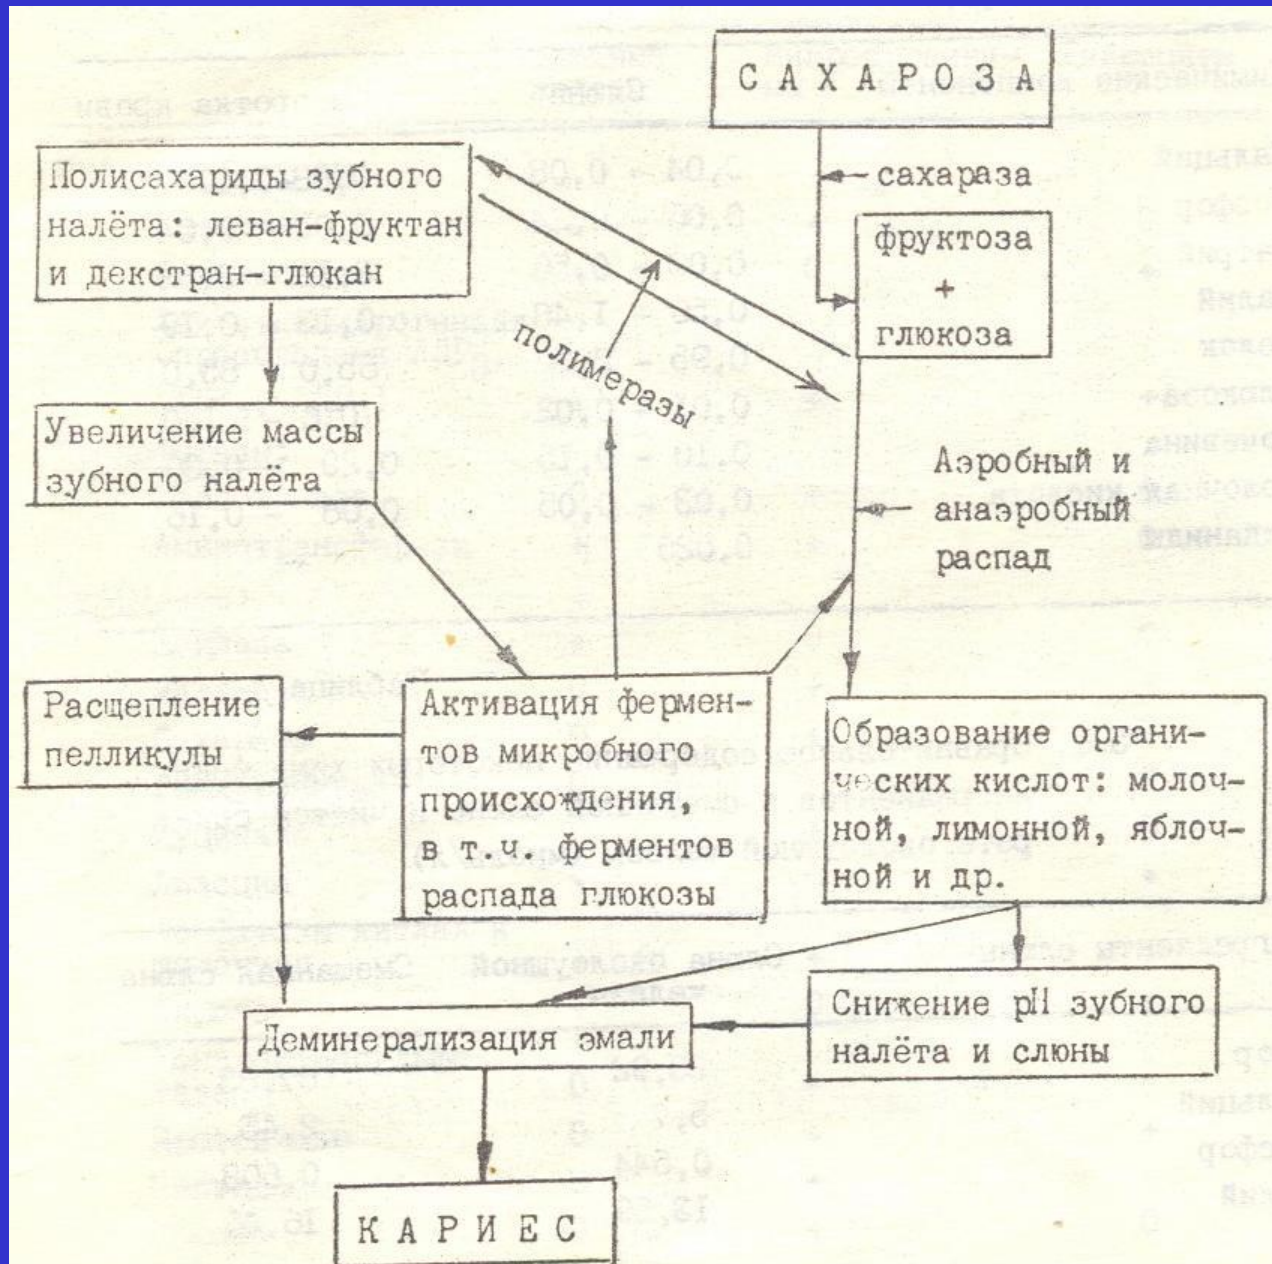 САХАРОЗА
сахараза
фруктоза
+
глюкоза
Полисахариды зубного
налёта: леван-фруктан
и декстран-глюкан
полимеразы
Увеличение массы
зубного налёта
Аэробный и
анаэробный
распад
Расщепление
пелликулы
Активация фермен-
тов микробного
происхождения,
в т.ч. ферментов
распада глюкозы
Образование органи-
ческих кислот: молоч-
ной, лимонной, яблоч-
ной и др.
Деминерализация эмали
Снижение pH зубного
налёта и слюны
КАРИЕС